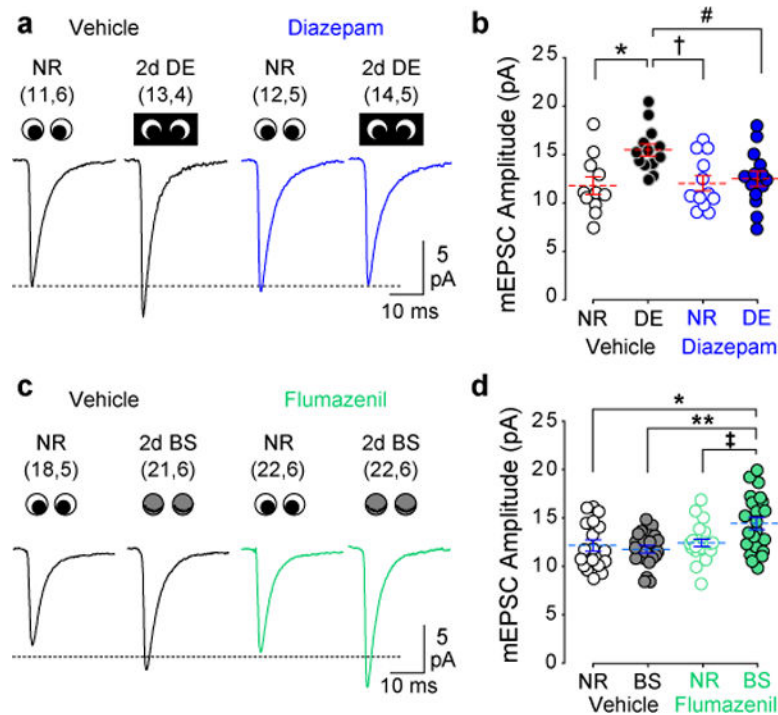 a
Vehicle Diazepam
NR 2d DE NR 2d DE
(11,6) (13,4) (12,5) (14,5)
5
pA
10 ms
b
mEPSC Amplitude (pA)
25
20
15
10
5
0
* † #
NR DE NR DE
Vehicle Diazepam
c
Vehicle Flumazenil
NR 2d BS NR 2d BS
(18,5) (21,6) (22,6) (22,6)
5
pA
10 ms
d
mEPSC Amplitude (pA)
25
20
15
10
5
0
*
**
‡
NR BS NR BS
Vehicle Flumazenil